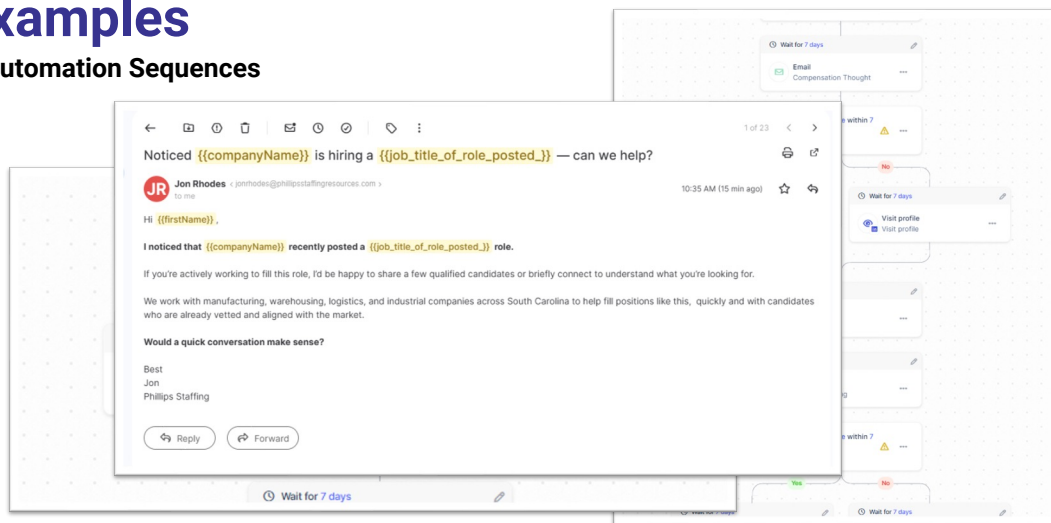 xamples
utomation Sequences
1 of 23
Noticed {{companyName}} is hiring a {{job_title_of_role_posted_}} — can we help?
JR
Jon Rhodes < jonrhodes@phillipsstaffingresources.com >
to me
10:35 AM (15 min ago)
Hi {{firstName}} ,
I noticed that {{companyName}} recently posted a {{job_title_of_role_posted_}} role.
If you're actively working to fill this role, I'd be happy to share a few qualified candidates or briefly connect to understand what you're looking for.
We work with manufacturing, warehousing, logistics, and industrial companies across South Carolina to help fill positions like this, quickly and with candidates
who are already vetted and aligned with the market.
Would a quick conversation make sense?
Best
Jon
Phillips Staffing
Reply
Forward
Wait for 7 days
Wait for 7 days
Email
Compensation Thought
within 7
No
Wait for 7 days
Visit profile
Visit profile
within 7
Yes
No
Wait for 7 days
Wait for 7 days